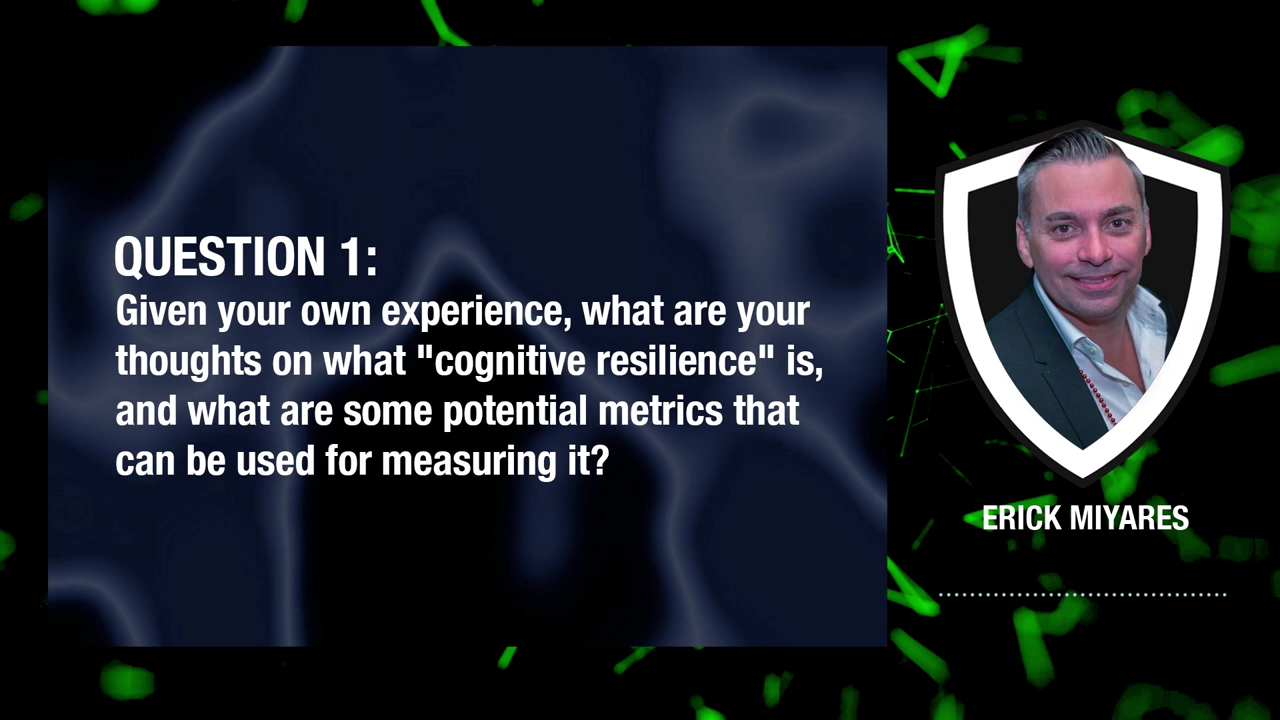 QUESTION 1:
Given your own experience, what are your
thoughts on what "cognitive resilience" is,
and what are some potential metrics that
can be used for measuring it?
ERICK MIYARES